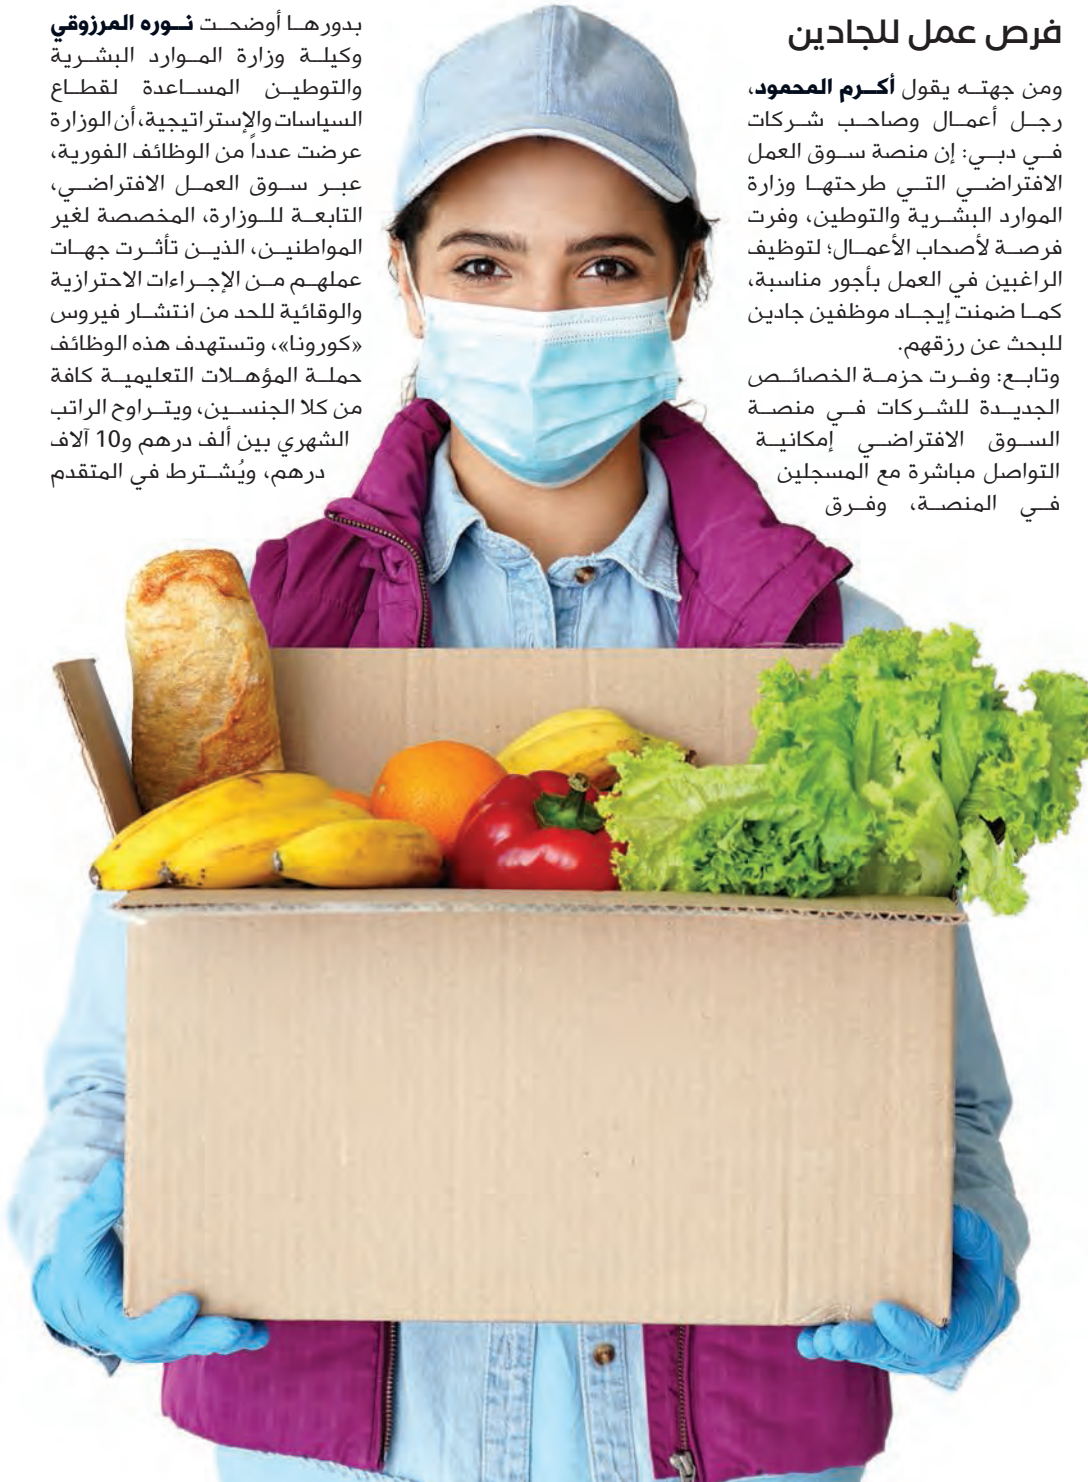 فرص عمل للجادين
ومن جهته يقول أكرم المحمود،
رجل أعمال وصاحب شركات
في دبي: إن منصة سوق العمل
الافتراضي التي طرحتها وزارة
الموارد البشرية والتوطين، وفرت
فرصة لأصحاب الأعمال؛ لتوظيف
الراغبين في العمل بأجور مناسبة،
كما ضمنت إيجاد موظفين جادين
للبحث عن رزقهم.
وتابع: وفرت حزمة الخصائص
الجديدة للشركات في منصة
السوق الافتراضي إمكانية
التواصل مباشرة مع المسجلين
في المنصة، وفرق
بدورها أوضحت نوره المرزوقي
وكيلة وزارة الموارد البشرية
والتوطين المساعدة لقطاع
السياسات والإستراتيجية، أن الوزارة
عرضت عدداً من الوظائف الفورية،
عبر سوق العمل الافتراضي،
التابعة للوزارة، المخصصة لغير
المواطنين، الذين تأثرت جهات
عملهم من الإجراءات الاحترازية
والوقائية للحد من انتشار فيروس
«كورونا»، وتستهدف هذه الوظائف
حملة المؤهلات التعليمية كافة
من كلا الجنسين، ويتراوح الراتب
الشهري بين ألف درهم و10 آلاف
درهم، ويُشترط في المتقدم